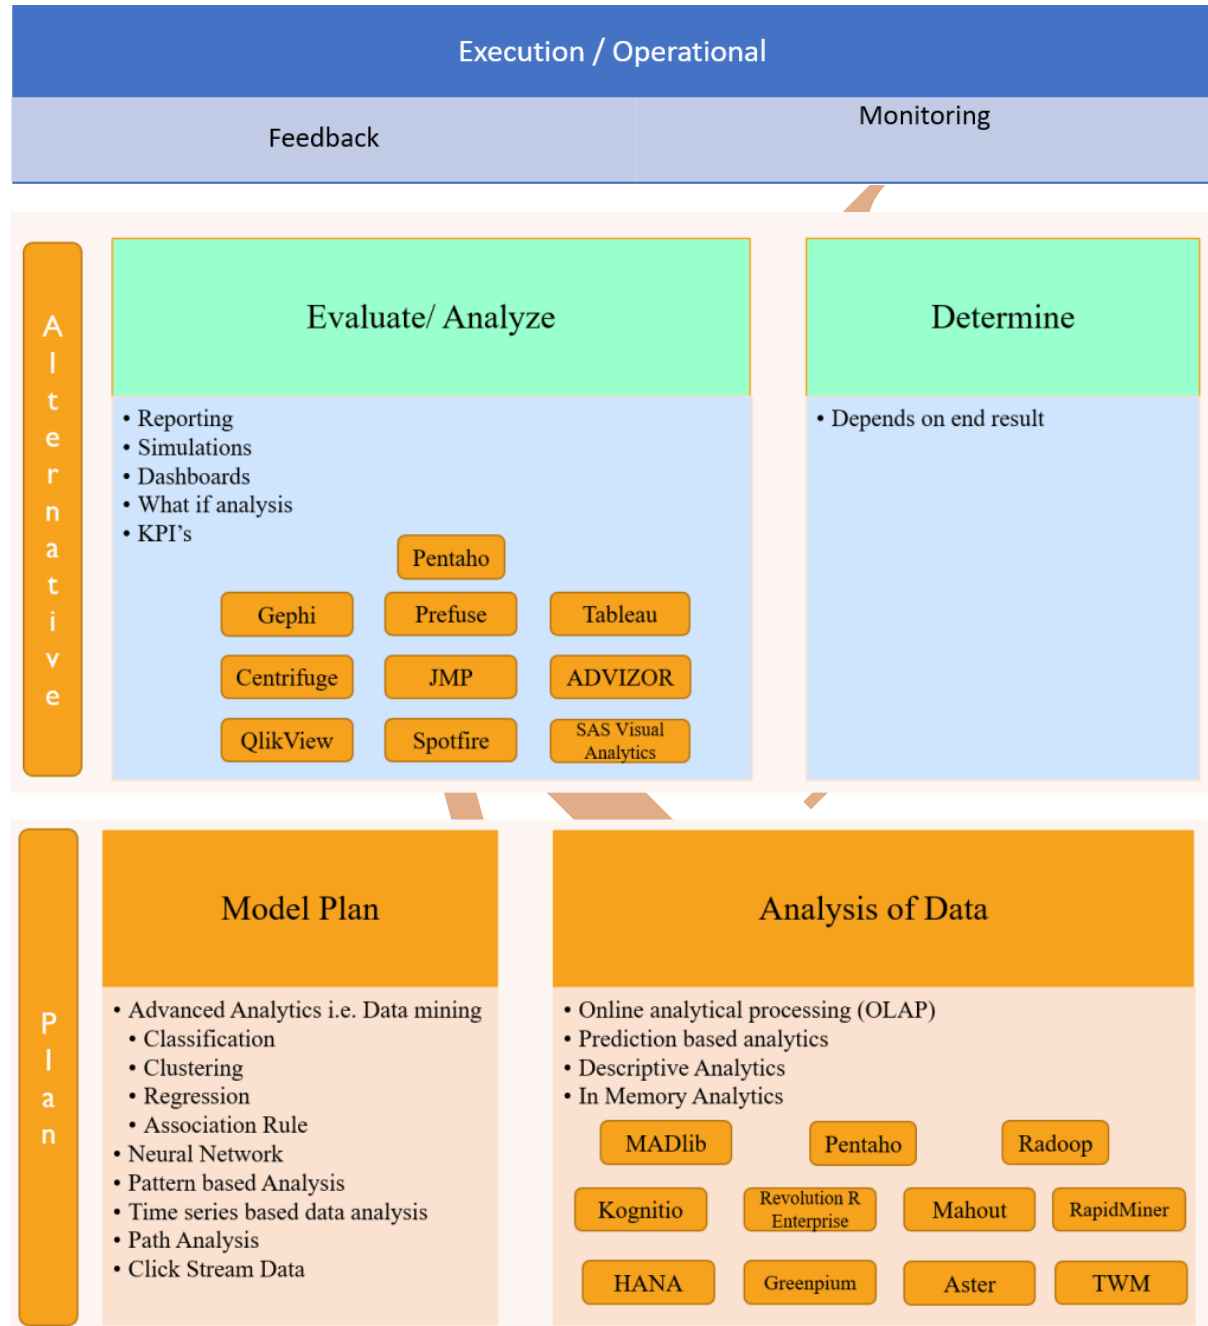 Execution / Operational
Feedback
Monitoring
Alternative
Evaluate/ Analyze
• Reporting
• Simulations
• Dashboards
• What if analysis
• KPI’s
Pentaho
Gephi
Prefuse
Tableau
Centrifuge
JMP
ADVIZOR
QlikView
Spotfire
SAS Visual
Analytics
Determine
• Depends on end result
Plan
Model Plan
• Advanced Analytics i.e. Data mining
• Classification
• Clustering
• Regression
• Association Rule
• Neural Network
• Pattern based Analysis
• Time series based data analysis
• Path Analysis
• Click Stream Data
Analysis of Data
• Online analytical processing (OLAP)
• Prediction based analytics
• Descriptive Analytics
• In Memory Analytics
MADlib
Pentaho
Radoop
Kognitio
Revolution R
Enterprise
Mahout
RapidMiner
HANA
Greenpium
Aster
TWM